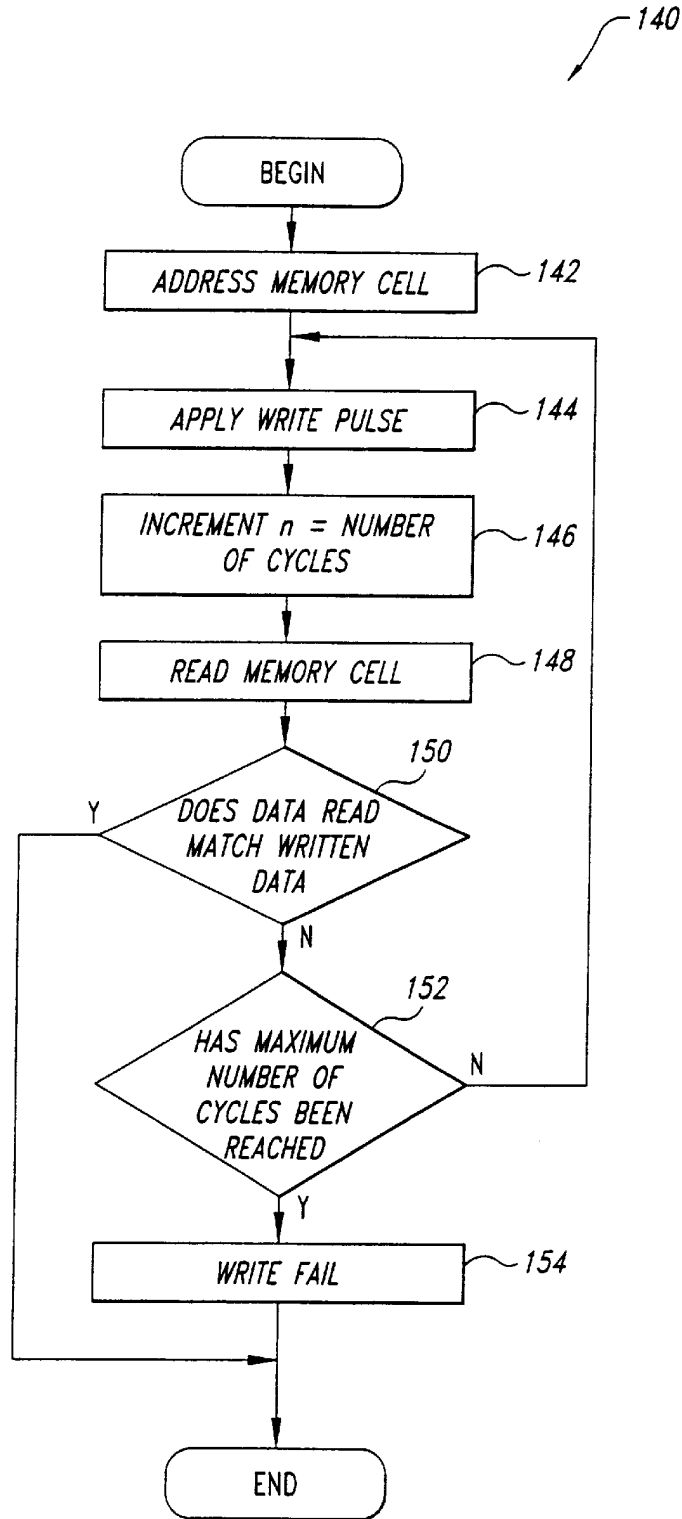 140
BEGIN
ADDRESS MEMORY CELL
142
APPLY WRITE PULSE
144
INCREMENT n = NUMBER
OF CYCLES
146
READ MEMORY CELL
148
150
Y
DOES DATA READ
MATCH WRITTEN
DATA
N
152
HAS MAXIMUM
NUMBER OF
CYCLES BEEN
REACHED
N
Y
WRITE FAIL
154
END